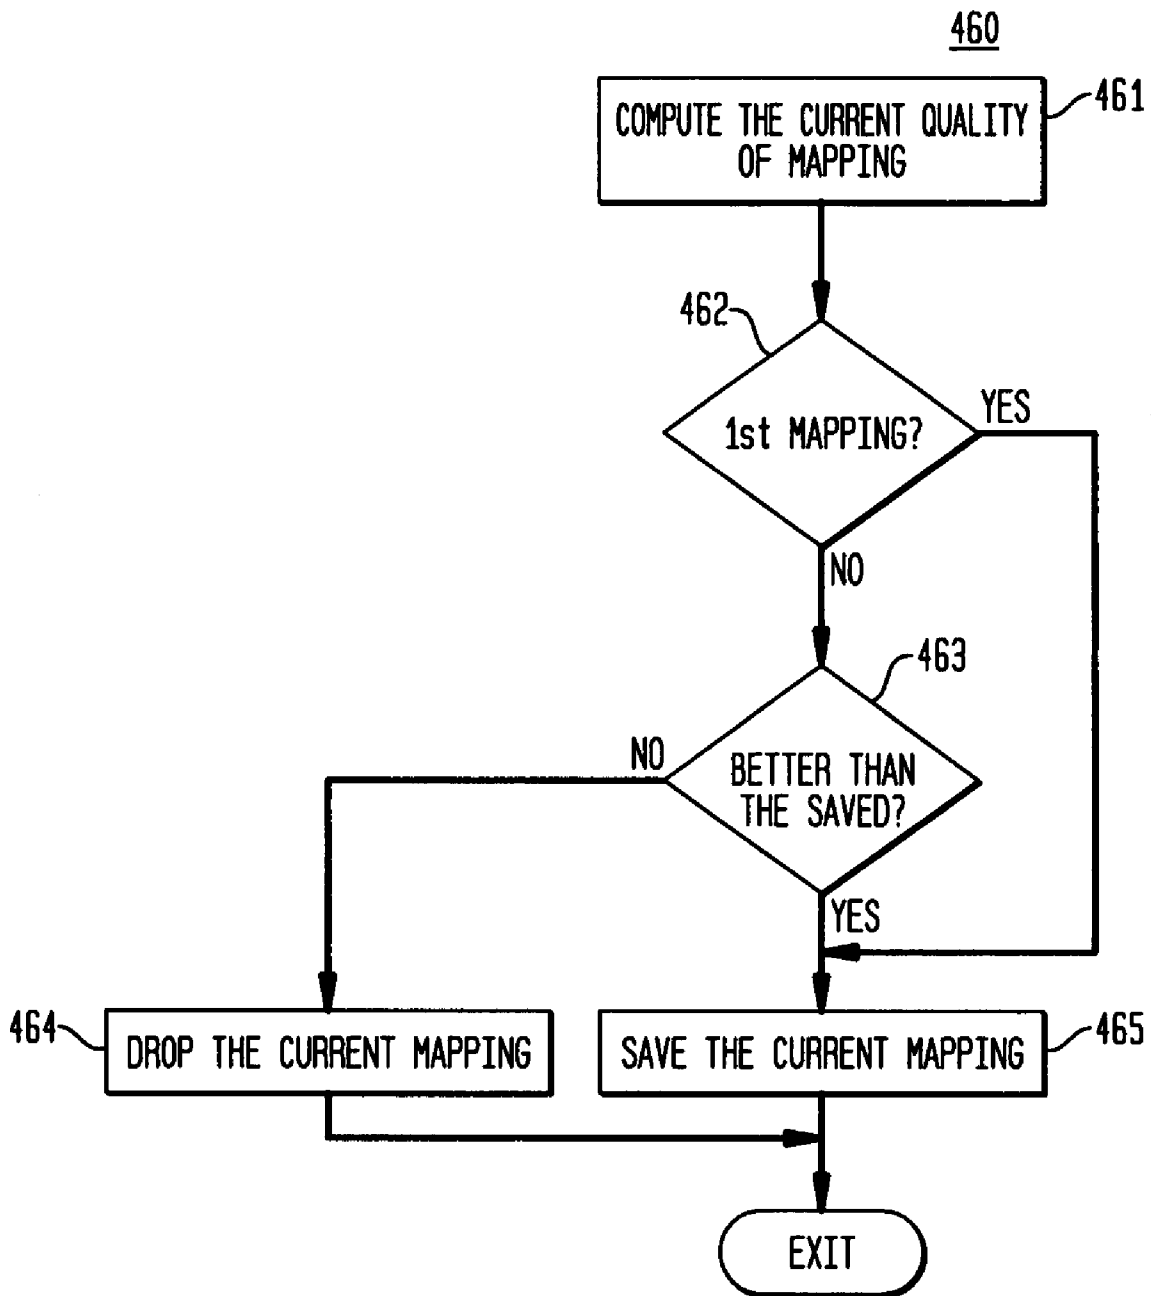 460
COMPUTE THE CURRENT QUALITY
OF MAPPING
461
462
1st MAPPING?
YES
NO
463
BETTER THAN
THE SAVED?
NO
YES
464
DROP THE CURRENT MAPPING
SAVE THE CURRENT MAPPING
465
EXIT